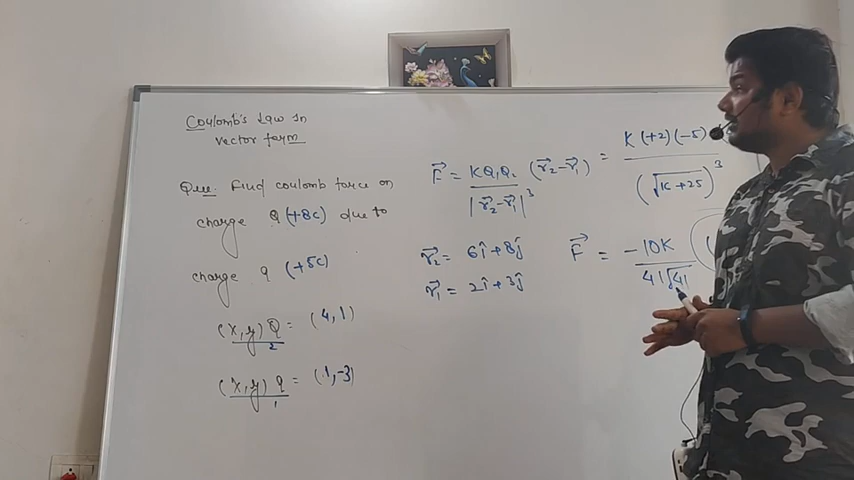 Coulomb's Law in
vector form
Que: Find coulomb force on
charge Q (+8C) due to
charge q (+5C)
(x,y) Q = (4,1)
2
(x,y) q = (1,-3)
1
F⃗ = KQ₁Q₂ / |r⃗₂-r⃗₁|³ (r⃗₂-r⃗₁) = K(+2)(-5) / (√16+25)³
r⃗₂ = 6î+8ĵ
r⃗₁ = 2î+3ĵ
F⃗ = -10K / 41√41 (